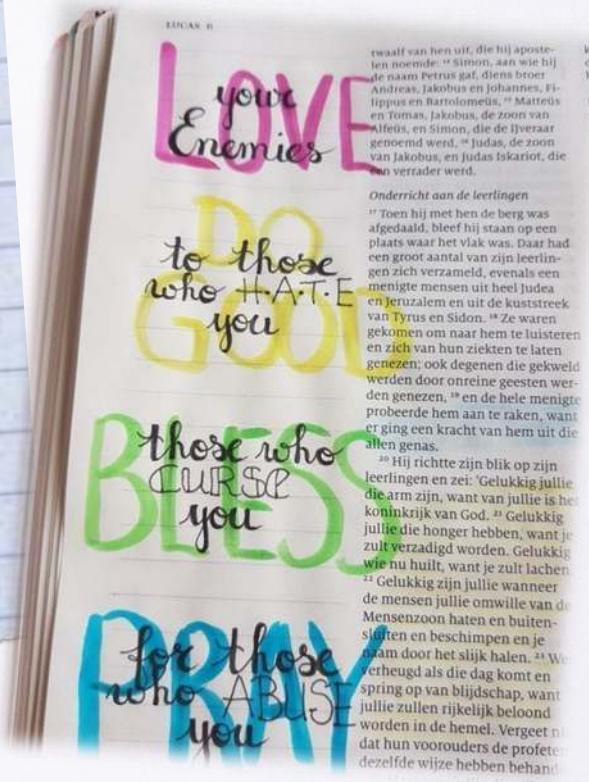 LUCAS 6
LOVE
your
Enemies
DO
GOOD
to those
who H·A·T·E
you
BLESS
those who
CURSE
you
PRAY
for those
who ABUSE
you
twaalf van hen uit, die hij aposte-
len noemde: 14 Simon, aan wie hij
de naam Petrus gaf, diens broer
Andreas, Jakobus en Johannes, Fi-
lippus en Bartolomeüs, 15 Matteüs
en Tomas, Jakobus, de zoon van
Alfeüs, en Simon, die de IJveraar
genoemd werd, 16 Judas, de zoon
van Jakobus, en Judas Iskariot, die
een verrader werd.
Onderricht aan de leerlingen
17 Toen hij met hen de berg was
afgedaald, bleef hij staan op een
plaats waar het vlak was. Daar had
een groot aantal van zijn leerlin-
gen zich verzameld, evenals een
menigte mensen uit heel Judea
en Jeruzalem en uit de kuststreek
van Tyrus en Sidon. 18 Ze waren
gekomen om naar hem te luisteren
en zich van hun ziekten te laten
genezen; ook degenen die gekweld
werden door onreine geesten wer-
den genezen, 19 en de hele menigte
probeerde hem aan te raken, want
er ging een kracht van hem uit die
allen genas.
20 Hij richtte zijn blik op zijn
leerlingen en zei: 'Gelukkig jullie
die arm zijn, want van jullie is het
koninkrijk van God. 21 Gelukkig
jullie die honger hebben, want je
zult verzadigd worden. Gelukkig
wie nu huilt, want je zult lachen.
22 Gelukkig zijn jullie wanneer
de mensen jullie omwille van de
Mensenzoon haten en buiten-
sluiten en beschimpen en je
naam door het slijk halen. 23 We
verheugd als die dag komt en
spring op van blijdschap, want
jullie zullen rijkelijk beloond
worden in de hemel. Vergeet n
dat hun voorouders de profeten
dezelfde wijze hebben behand